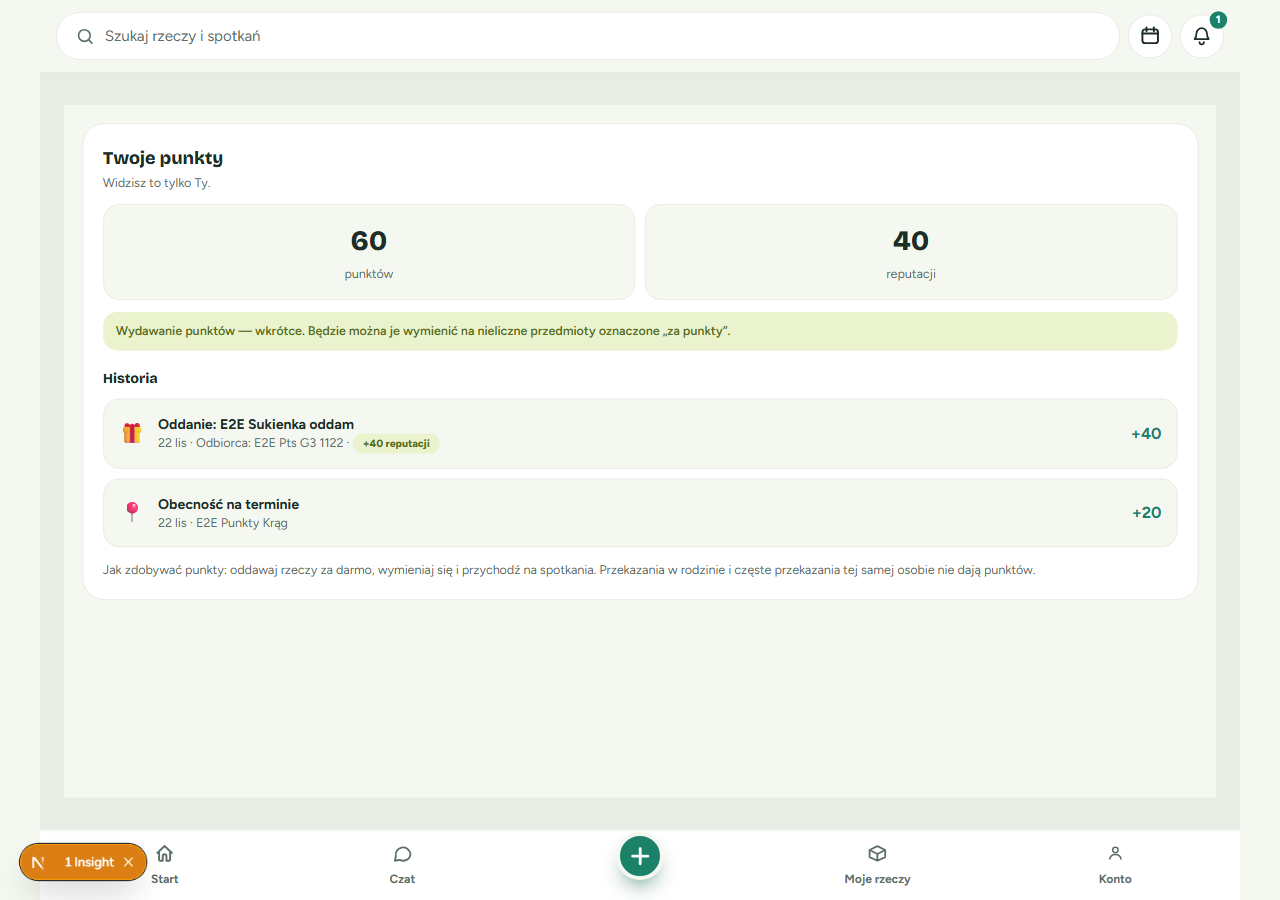 Szukaj rzeczy i spotkań
1
Twoje punkty
Widzisz to tylko Ty.
60
punktów
40
reputacji
Wydawanie punktów — wkrótce. Będzie można je wymienić na nieliczne przedmioty oznaczone „za punkty”.
Historia
Oddanie: E2E Sukienka oddam
22 lis · Odbiorca: E2E Pts G3 1122 · +40 reputacji
+40
Obecność na terminie
22 lis · E2E Punkty Krąg
+20
Jak zdobywać punkty: oddawaj rzeczy za darmo, wymieniaj się i przychodź na spotkania. Przekazania w rodzinie i częste przekazania tej samej osobie nie dają punktów.
N 1 Insight
Start
Czat
Moje rzeczy
Konto